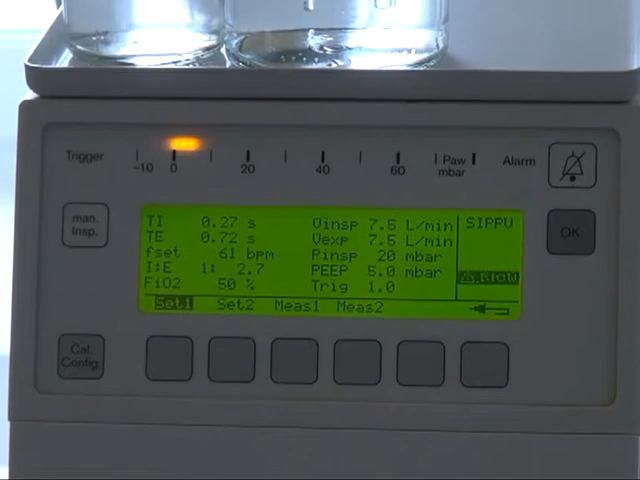 Trigger
-10 0 20 40 60 Paw mbar
Alarm
man. Insp.
OK
TI 0.27 s
TE 0.72 s
fset 61 bpm
I:E 1: 2.7
FiO2 50 %
V̇insp 7.5 L/min
V̇exp 7.5 L/min
Pinsp 20 mbar
PEEP 5.0 mbar
Trig 1.0
SIPPV
Set1 Set2 Meas1 Meas2
Cal. Config.